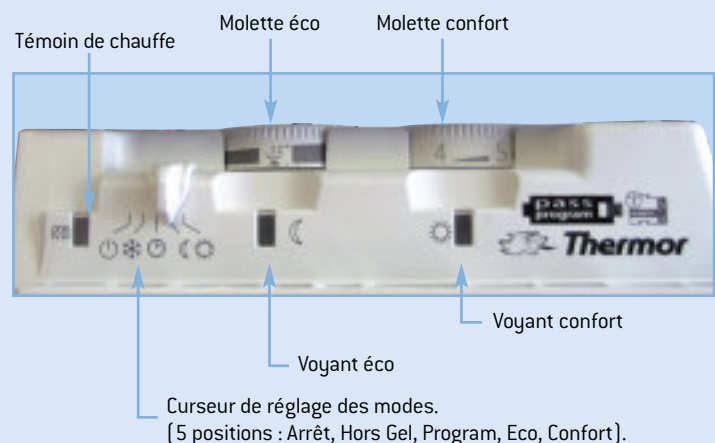 Molette éco
Molette confort
Témoin de chauffe
4 5
pass
program
Thermor
Voyant confort
Voyant éco
Curseur de réglage des modes.
(5 positions : Arrêt, Hors Gel, Program, Eco, Confort).